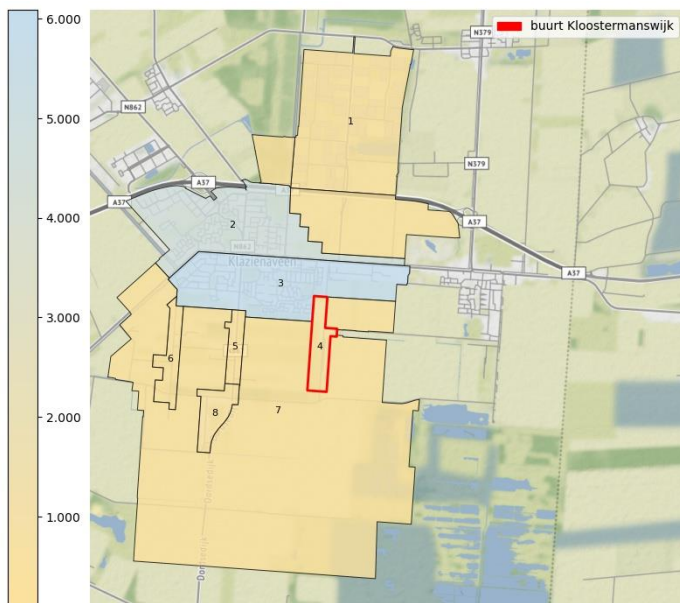 6.000
5.000
4.000
3.000
2.000
1.000
buurt Kloostermanswijk
N379
N862
1
N379
A37
A37
2
A37
N862
Klazienaveen
A37
3
4
5
6
7
8
Dordsedijk